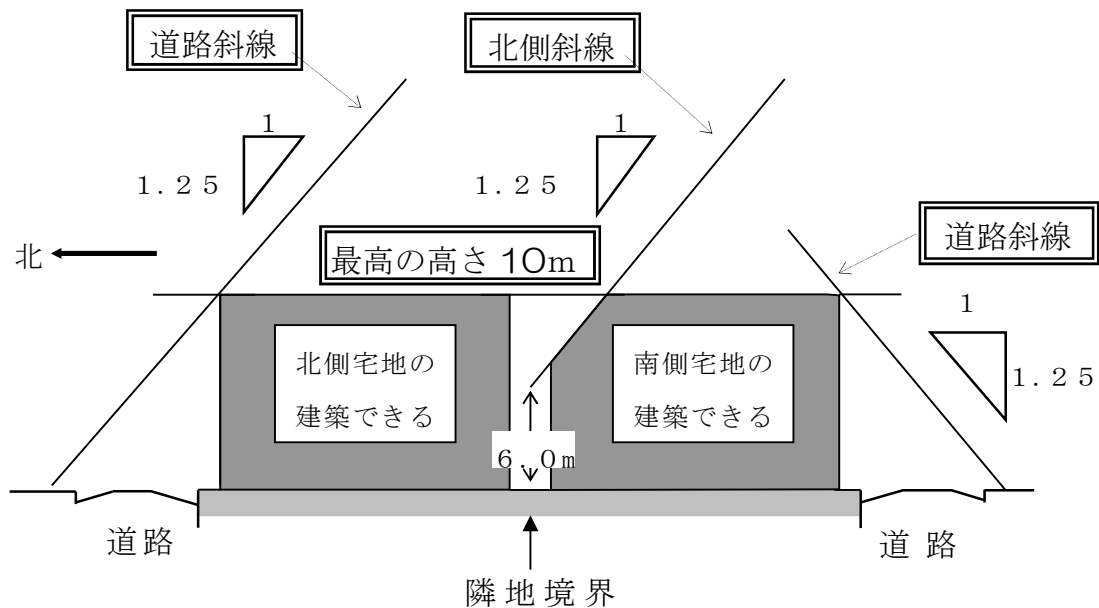 道路斜線
北側斜線
1
1
1.25
1.25
道路斜線
北
最高の高さ 10m
1
北側宅地の
建築できる
南側宅地の
建築できる
1.25
6.0m
道路
道 路
隣地境界